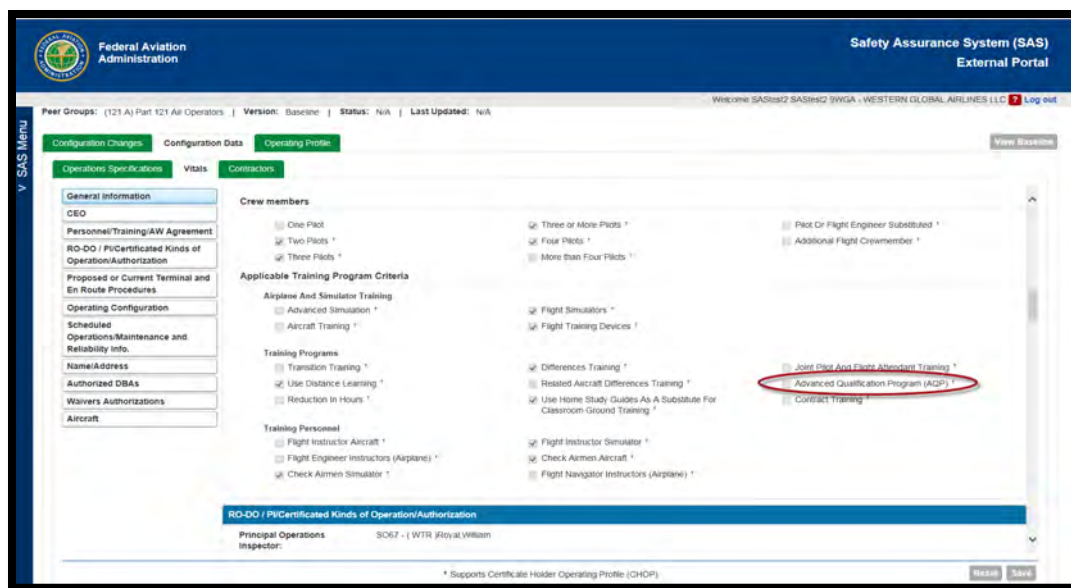 Federal Aviation
Administration
Safety Assurance System (SAS)
External Portal
Welcome SAStest2 SAStest2 9WGA - WESTERN GLOBAL AIRLINES LLC ? Log out
Peer Groups: (121 A) Part 121 Air Operators | Version: Baseline | Status: N/A | Last Updated: N/A
> SAS Menu
Configuration Changes Configuration Data Operating Profile View Baseline
Operations Specifications Vitals Contractors
General Information
CEO
Personnel/Training/AW Agreement
RO-DO / PI/Certificated Kinds of
Operation/Authorization
Proposed or Current Terminal and
En Route Procedures
Operating Configuration
Scheduled
Operations/Maintenance and
Reliability Info.
Name/Address
Authorized DBAs
Waivers Authorizations
Aircraft
Crew members
One Pilot Three or More Pilots * Pilot Or Flight Engineer Substituted *
Two Pilots * Four Pilots * Additional Flight Crewmember *
Three Pilots * More than Four Pilots *
Applicable Training Program Criteria
Airplane And Simulator Training
Advanced Simulation * Flight Simulators *
Aircraft Training * Flight Training Devices *
Training Programs
Transition Training * Differences Training * Joint Pilot And Flight Attendant Training *
Use Distance Learning * Related Aircraft Differences Training * Advanced Qualification Program (AQP) *
Reduction In Hours * Use Home Study Guides As A Substitute For Contract Training *
Classroom Ground Training *
Training Personnel
Flight Instructor Aircraft * Flight Instructor Simulator *
Flight Engineer Instructors (Airplane) * Check Airmen Aircraft *
Check Airmen Simulator * Flight Navigator Instructors (Airplane) *
RO-DO / PI/Certificated Kinds of Operation/Authorization
Principal Operations SO67 - ( WTR )Royal,William
Inspector:
* Supports Certificate Holder Operating Profile (CHOP) Reset Save